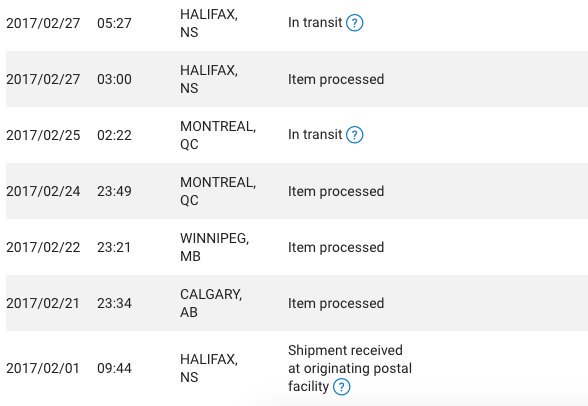 2017/02/27 05:27 HALIFAX, NS In transit ?
2017/02/27 03:00 HALIFAX, NS Item processed
2017/02/25 02:22 MONTREAL, QC In transit ?
2017/02/24 23:49 MONTREAL, QC Item processed
2017/02/22 23:21 WINNIPEG, MB Item processed
2017/02/21 23:34 CALGARY, AB Item processed
2017/02/01 09:44 HALIFAX, NS Shipment received at originating postal facility ?